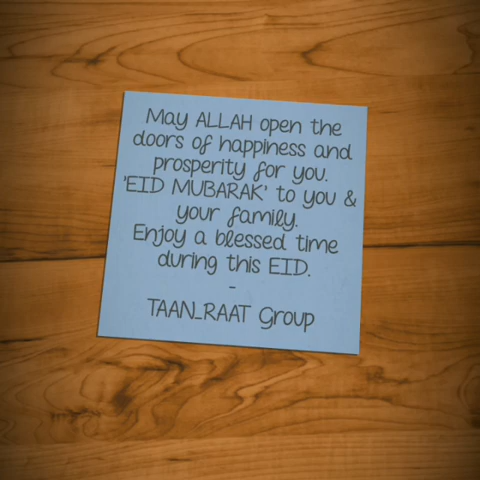 May ALLAH open the
doors of happiness and
prosperity for you.
'EID MUBARAK' to you &
your family.
Enjoy a blessed time
during this EID.
-
TAAN_RAAT Group